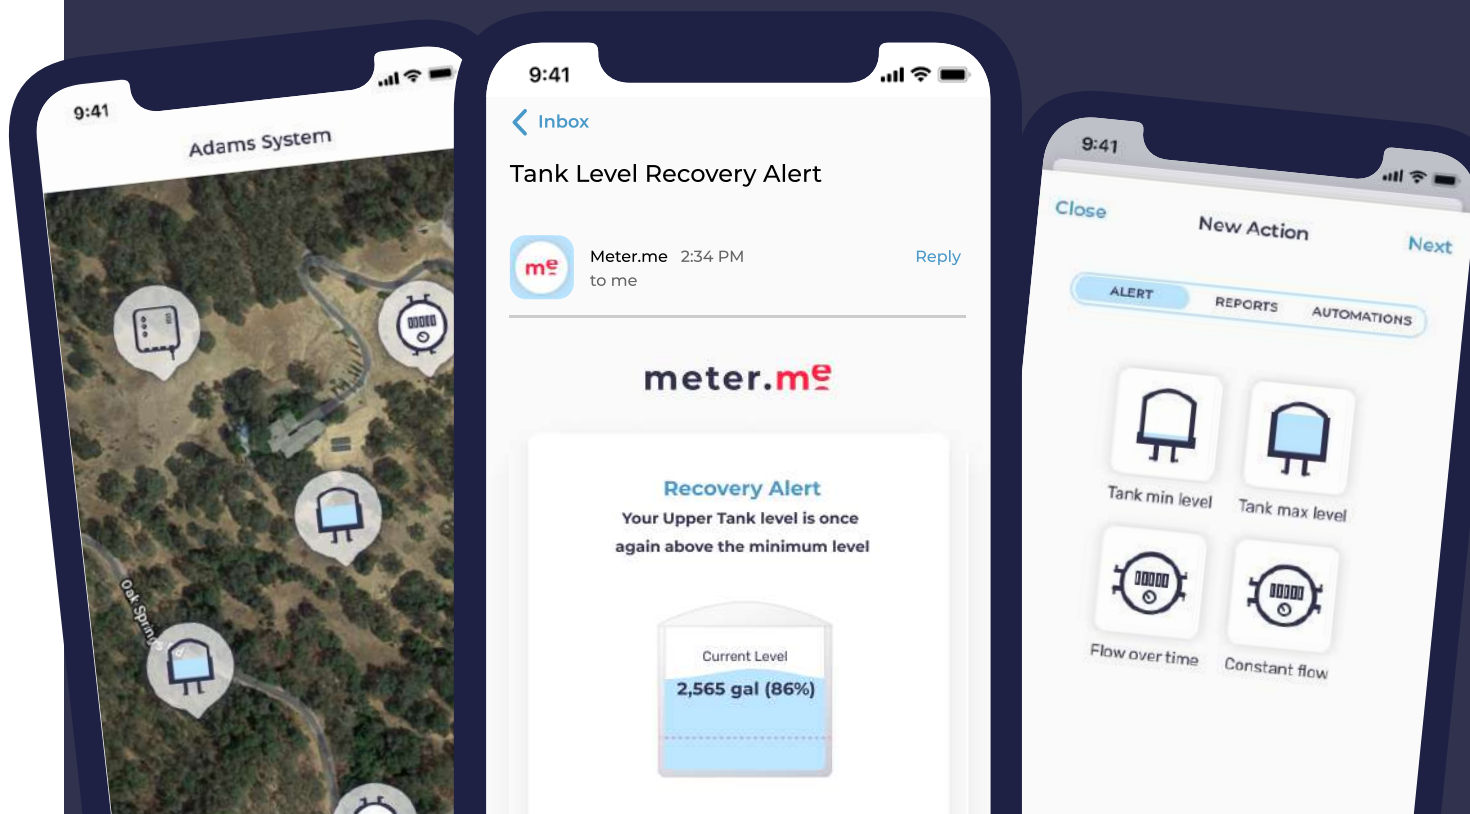 9:41
Adams System
Oak Springs Rd
9:41
Inbox
Tank Level Recovery Alert
me
Meter.me 2:34 PM
Reply
to me
meter.me
Recovery Alert
Your Upper Tank level is once
again above the minimum level
Current Level
2,565 gal (86%)
9:41
Close
New Action
Next
ALERT
REPORTS
AUTOMATIONS
Tank min level
Tank max level
00000
00000
Flow over time
Constant flow